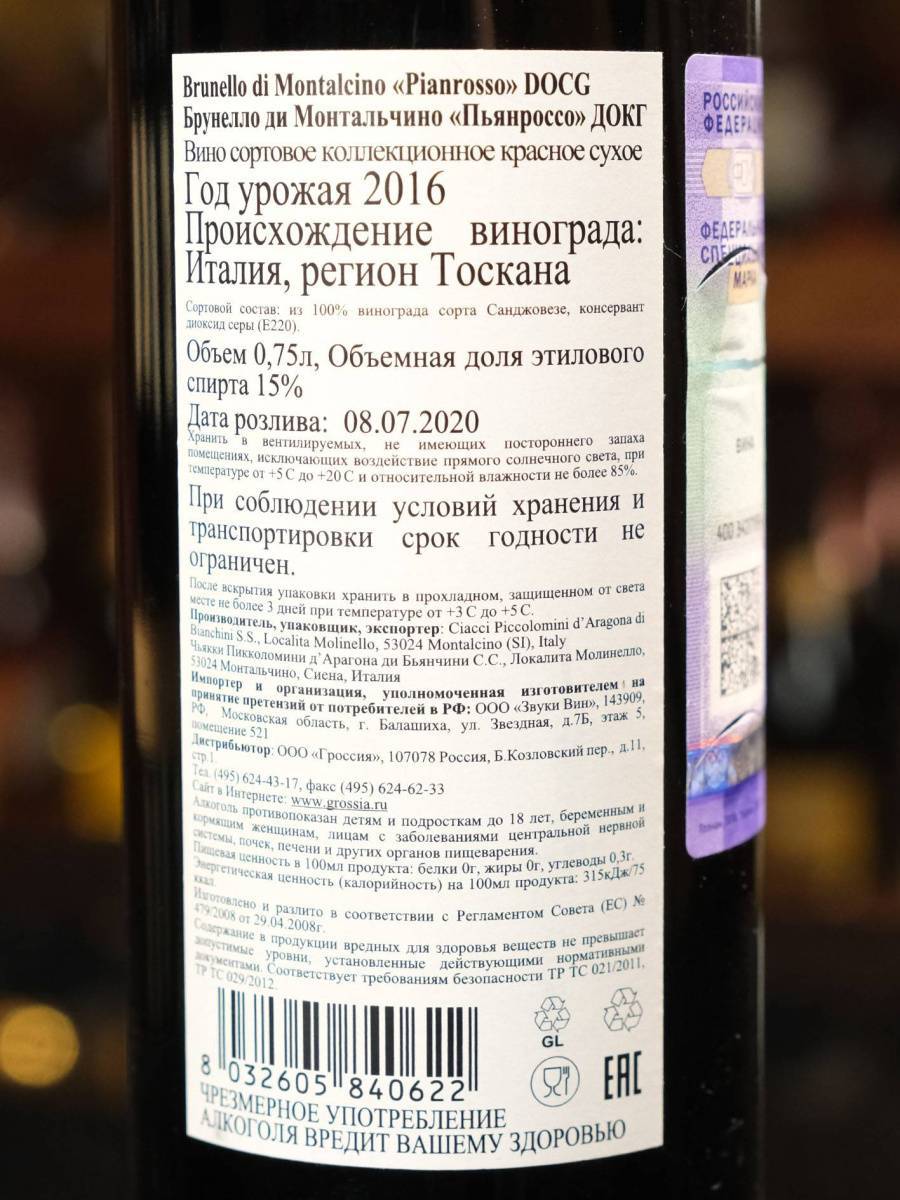 Brunello di Montalcino «Pianrosso» DOCG
Брунелло ди Монтальчино «Пьянроссо» ДОКГ
Вино сортовое коллекционное красное сухое
Год урожая 2016
Происхождение винограда:
Италия, регион Тоскана
Сортовой состав: из 100% винограда сорта Санджовезе, консервант
диоксид серы (Е220).
Объем 0,75л, Объемная доля этилового
спирта 15%
Дата розлива: 08.07.2020
Хранить в вентилируемых, не имеющих постороннего запаха
помещениях, исключающих воздействие прямого солнечного света, при
температуре от +5 С до +20 С и относительной влажности не более 85%.
При соблюдении условий хранения и
транспортировки срок годности не
ограничен.
После вскрытия упаковки хранить в прохладном, защищенном от света
месте не более 3 дней при температуре от +3 С до +5 С.
Производитель, упаковщик, экспортер: Ciacci Piccolomini d’Aragona di
Bianchini S.S., Localita Molinello, 53024 Montalcino (SI), Italy
Чьякки Пикколомини д’Арагона ди Бьянчини С.С., Локалита Молинелло,
53024 Монтальчино, Сиена, Италия
Импортер и организация, уполномоченная изготовителем на
принятие претензий от потребителей в РФ: ООО «Звуки Вин», 143909,
РФ, Московская область, г. Балашиха, ул. Звездная, д.7Б, этаж 5,
помещение 521
Дистрибьютор: ООО «Гроссия», 107078 Россия, Б.Козловский пер., д.11,
стр.1
Тел. (495) 624-43-17, факс (495) 624-62-33
Сайт в Интернете: www.grossia.ru
Алкоголь противопоказан детям и подросткам до 18 лет, беременным и
кормящим женщинам, лицам с заболеваниями центральной нервной
системы, почек, печени и других органов пищеварения.
Пищевая ценность в 100мл продукта: белки 0г, жиры 0г, углеводы 0,3г.
Энергетическая ценность (калорийность) на 100мл продукта: 315кДж/75
ккал.
Изготовлено и разлито в соответствии с Регламентом Совета (ЕС) №
479/2008 от 29.04.2008г.
Содержание в продукции вредных для здоровья веществ не превышает
допустимые уровни, установленные действующими нормативными
документами. Соответствует требованиям безопасности ТР ТС 021/2011,
ТР ТС 029/2012.
8 032605 840622
GL
EAC
ЧРЕЗМЕРНОЕ УПОТРЕБЛЕНИЕ
АЛКОГОЛЯ ВРЕДИТ ВАШЕМУ ЗДОРОВЬЮ
РОССИЙСК
ФЕДЕРАЦ
ФЕДЕРАЛЬН
СПЕЦИАЛ
МАРК
ВИНА